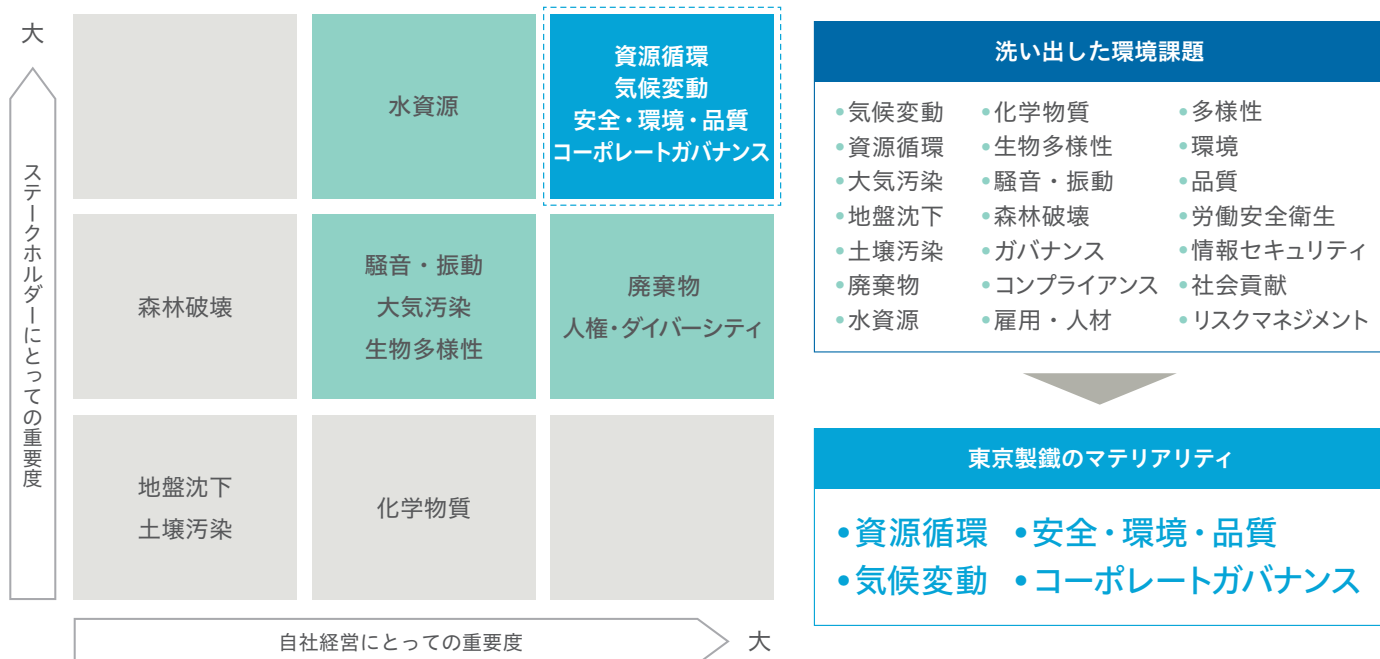 大
ステークホルダーにとっての重要度
水資源
資源循環
気候変動
安全・環境・品質
コーポレートガバナンス
森林破壊
騒音・振動
大気汚染
生物多様性
廃棄物
人権・ダイバーシティ
地盤沈下
土壌汚染
化学物質
自社経営にとっての重要度
大
洗い出した環境課題
•気候変動
•資源循環
•大気汚染
•地盤沈下
•土壌汚染
•廃棄物
•水資源
•化学物質
•生物多様性
•騒音・振動
•森林破壊
•ガバナンス
•コンプライアンス
•雇用・人材
•多様性
•環境
•品質
•労働安全衛生
•情報セキュリティ
•社会貢献
•リスクマネジメント
東京製鐵のマテリアリティ
•資源循環
•安全・環境・品質
•気候変動
•コーポレートガバナンス